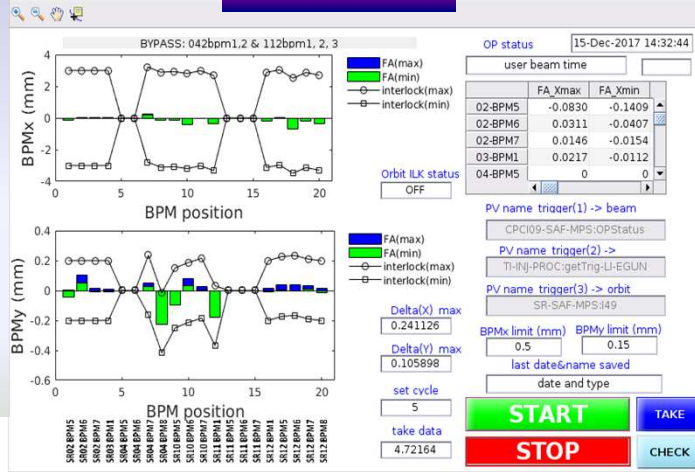 BYPASS: 042bpm1,2 & 112bpm1, 2, 3
OP status
15-Dec-2017 14:32:44
user beam time
4
2
0
-2
-4
BPMx (mm)
0 5 10 15 20
BPM position
FA(max)
FA(min)
interlock(max)
interlock(min)
FA_Xmax FA_Xmin
02-BPM5 -0.0830 -0.1409
02-BPM6 0.0311 -0.0407
02-BPM7 0.0146 -0.0154
03-BPM1 0.0217 -0.0112
04-BPM5 0 0
Orbit ILK status
OFF
PV name trigger(1) -> beam
CPCI09-SAF-MPS:OPStatus
PV name trigger(2) ->
TI-INJ-PROC:getTrig-LI-EGUN
PV name trigger(3) -> orbit
SR-SAF-MPS:I49
0.4
0.2
0
-0.2
-0.4
-0.6
BPMy (mm)
0 5 10 15 20
BPM position
FA(max)
FA(min)
interlock(max)
interlock(min)
Delta(X) max
0.241126
Delta(Y) max
0.105898
set cycle
5
take data
4.72164
BPMx limit (mm) BPMy limit (mm)
0.5 0.15
last date&name saved
date and type
START
TAKE
STOP
CHECK